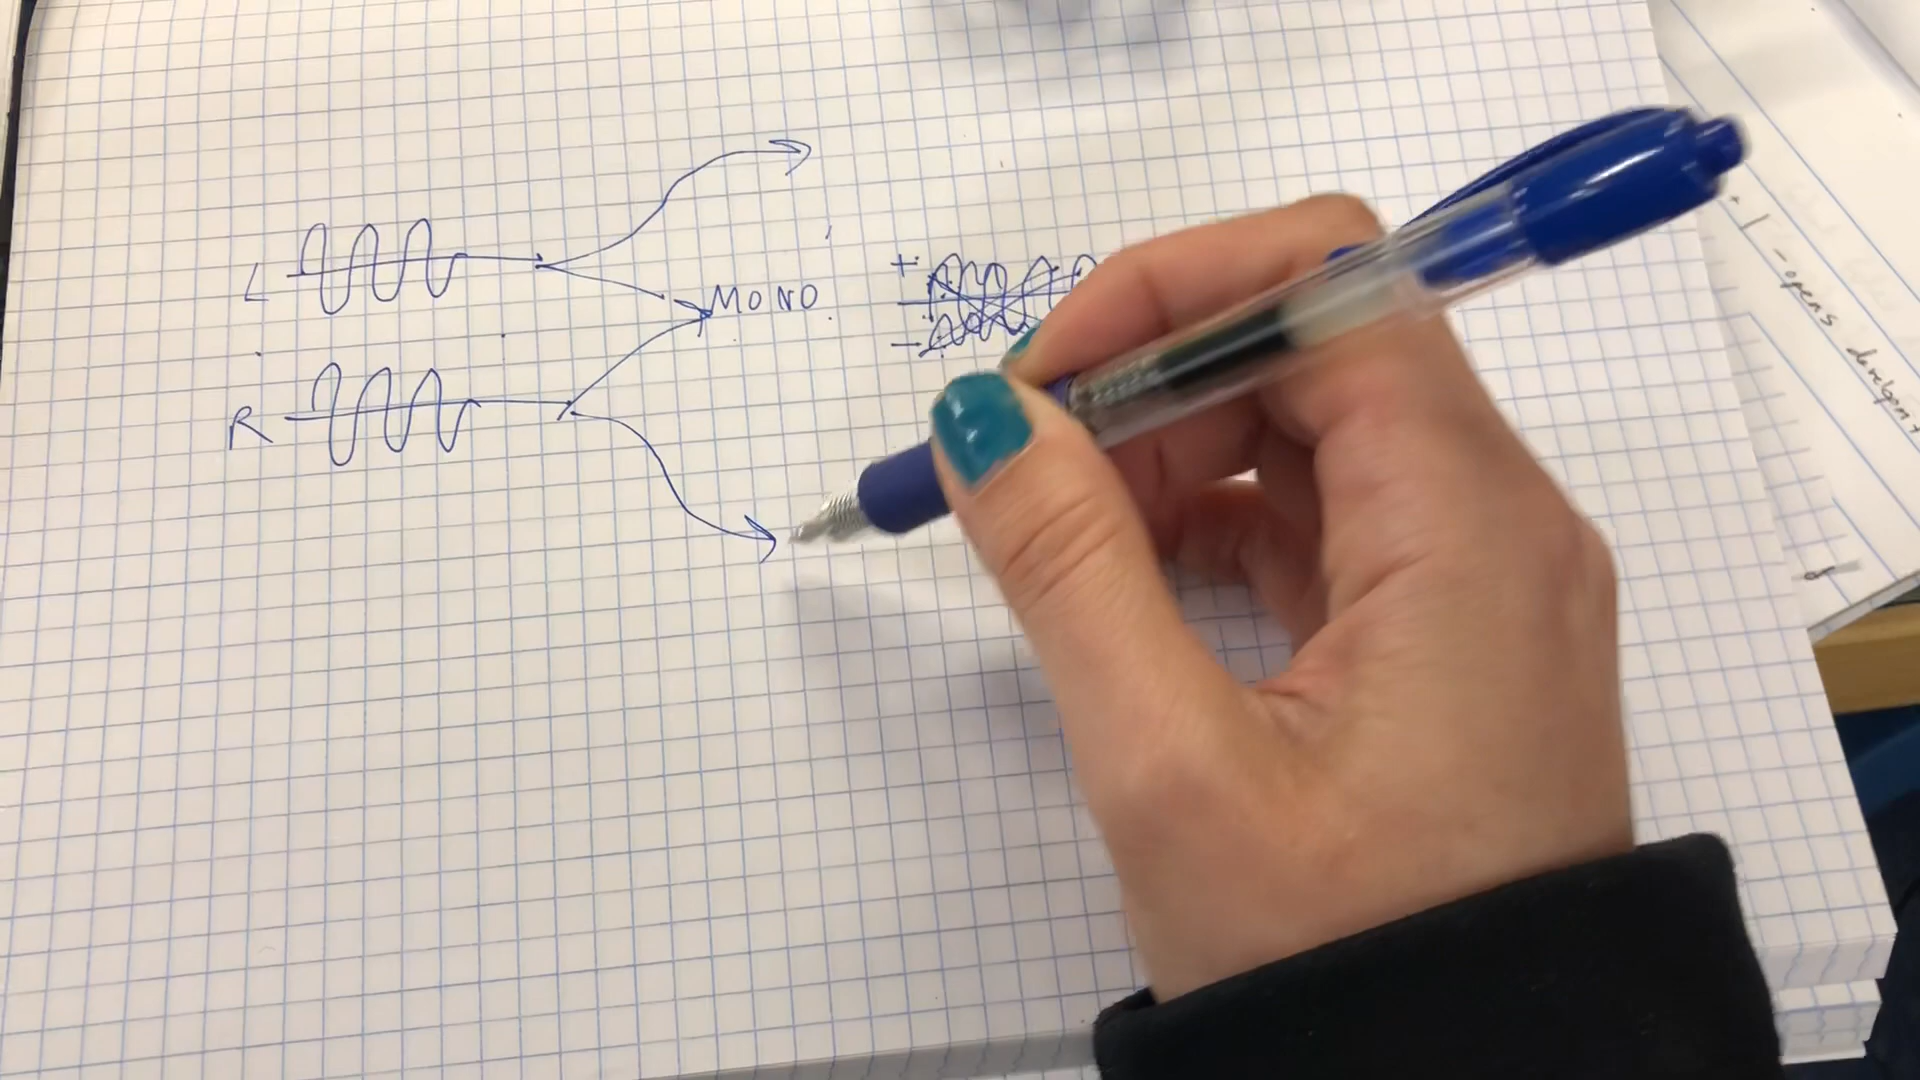 L
MONO
+
-
R
+ | - opens